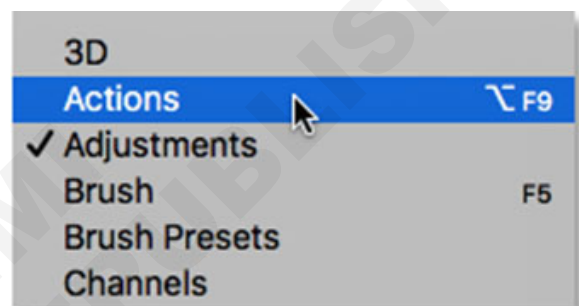 3D
Actions ⌥ F9
✓ Adjustments
Brush F5
Brush Presets
Channels